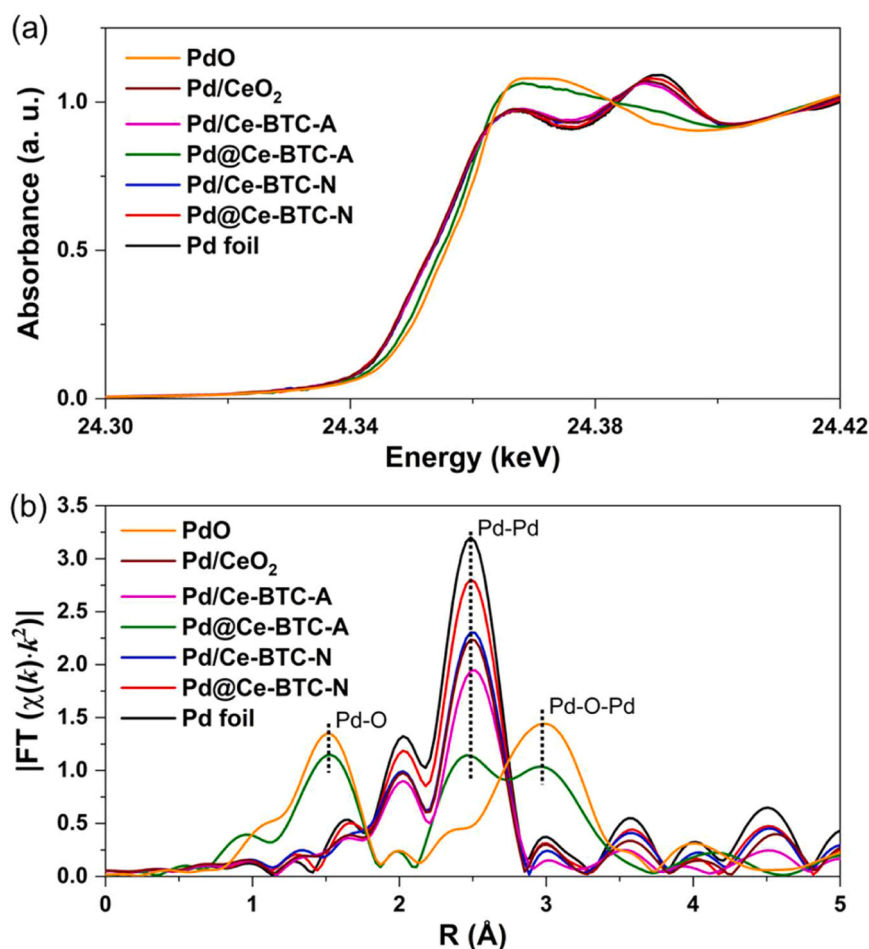 (a)
PdO
Pd/CeO₂
Pd/Ce-BTC-A
Pd@Ce-BTC-A
Pd/Ce-BTC-N
Pd@Ce-BTC-N
Pd foil
Absorbance (a. u.)
1.0
0.5
0.0
24.30
24.34
24.38
24.42
Energy (keV)
(b)
PdO
Pd/CeO₂
Pd/Ce-BTC-A
Pd@Ce-BTC-A
Pd/Ce-BTC-N
Pd@Ce-BTC-N
Pd foil
Pd-O
Pd-Pd
Pd-O-Pd
|FT (χ(k)·k²)|
3.5
3.0
2.5
2.0
1.5
1.0
0.5
0.0
0
1
2
3
4
5
R (Å)